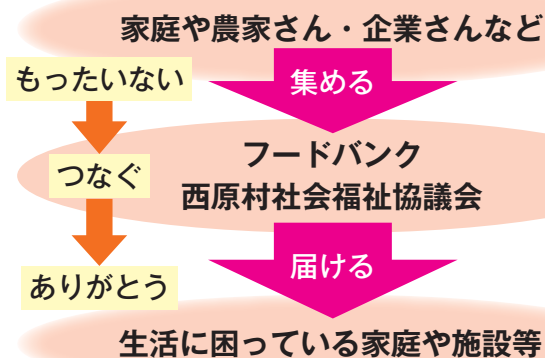 家庭や農家さん・企業さんなど
もったいない
集める
つなぐ
フードバンク
西原村社会福祉協議会
届ける
ありがとう
生活に困っている家庭や施設等